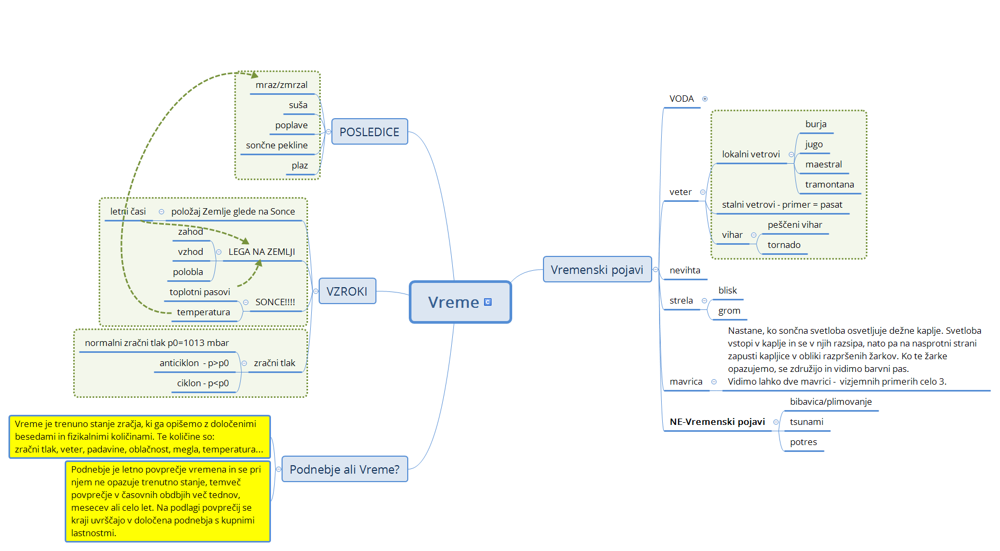 Vreme
Vremenski pojavi
VODA
veter
lokalni vetrovi
burja
jugo
maestral
tramontana
stalni vetrovi - primer = pasat
vihar
peščeni vihar
tornado
nevihta
strela
blisk
grom
mavrica
Nastane, ko sončna svetloba osvetljuje dežne kaplje. Svetloba
vstopi v kaplje in se v njih razsipa, nato pa na nasprotni strani
zapusti kapljice v obliki razpršenih žarkov. Ko te žarke
opazujemo, se združijo in vidimo barvni pas.
Vidimo lahko dve mavrici -  vizjemnih primerih celo 3.
NE-Vremenski pojavi
bibavica/plimovanje
tsunami
potres
POSLEDICE
mraz/zmrzal
suša
poplave
sončne pekline
plaz
VZROKI
položaj Zemlje glede na Sonce
letni časi
LEGA NA ZEMLJI
zahod
vzhod
polobla
SONCE!!!!
toplotni pasovi
temperatura
zračni tlak
normalni zračni tlak p0=1013 mbar
anticiklon  - p>p0
ciklon - p<p0
Podnebje ali Vreme?
Vreme je trenuno stanje zračja, ki ga opišemo z določenimi
besedami in fizikalnimi količinami. Te količine so:
zračni tlak, veter, padavine, oblačnost, megla, temperatura...
Podnebje je letno povprečje vremena in se pri
njem ne opazuje trenutno stanje, temveč
povprečje v časovnih obdbjih več tednov,
mesecev ali celo let. Na podlagi povprečij se
kraji uvrščajo v določena podnebja s kupnimi
lastnostmi.